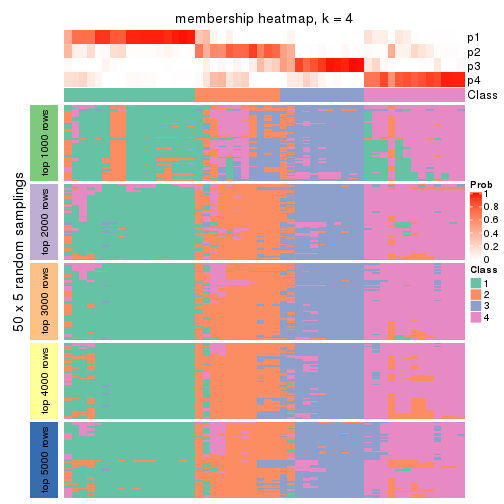 membership heatmap, k = 4
p1
p2
p3
p4
Class
50 x 5 random samplings
top 1000 rows
top 2000 rows
top 3000 rows
top 4000 rows
top 5000 rows
Prob
1
0.8
0.6
0.4
0.2
0
Class
1
2
3
4